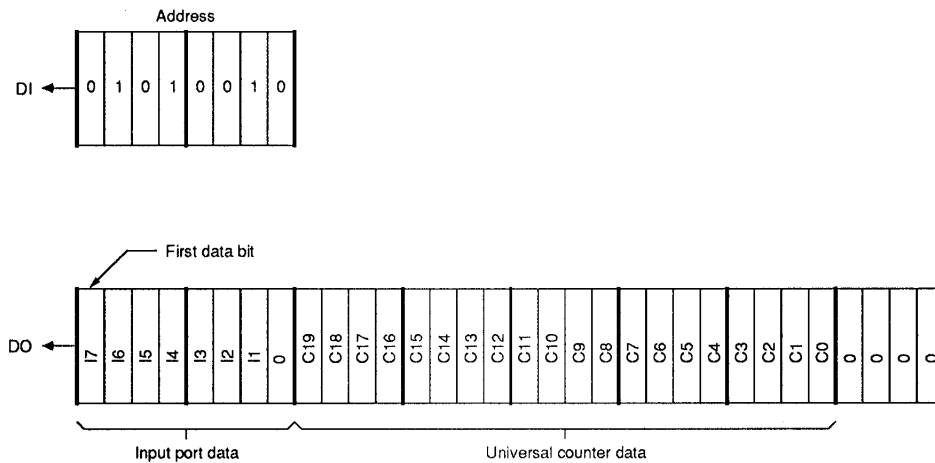 Address
DI
0 1 0 1 0 0 1 0
First data bit
DO
I7 I6 I5 I4 I3 I2 I1 0 C19 C18 C17 C16 C15 C14 C13 C12 C11 C10 C9 C8 C7 C6 C5 C4 C3 C2 C1 C0 0 0 0 0
Input port data
Universal counter data